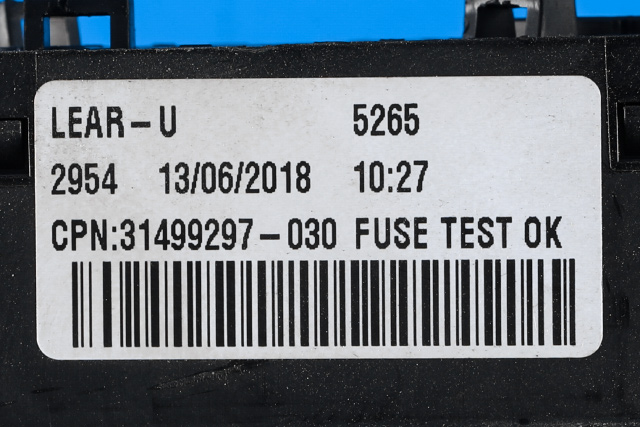 LEAR-U 5265
2954 13/06/2018 10:27
CPN:31499297-030 FUSE TEST OK